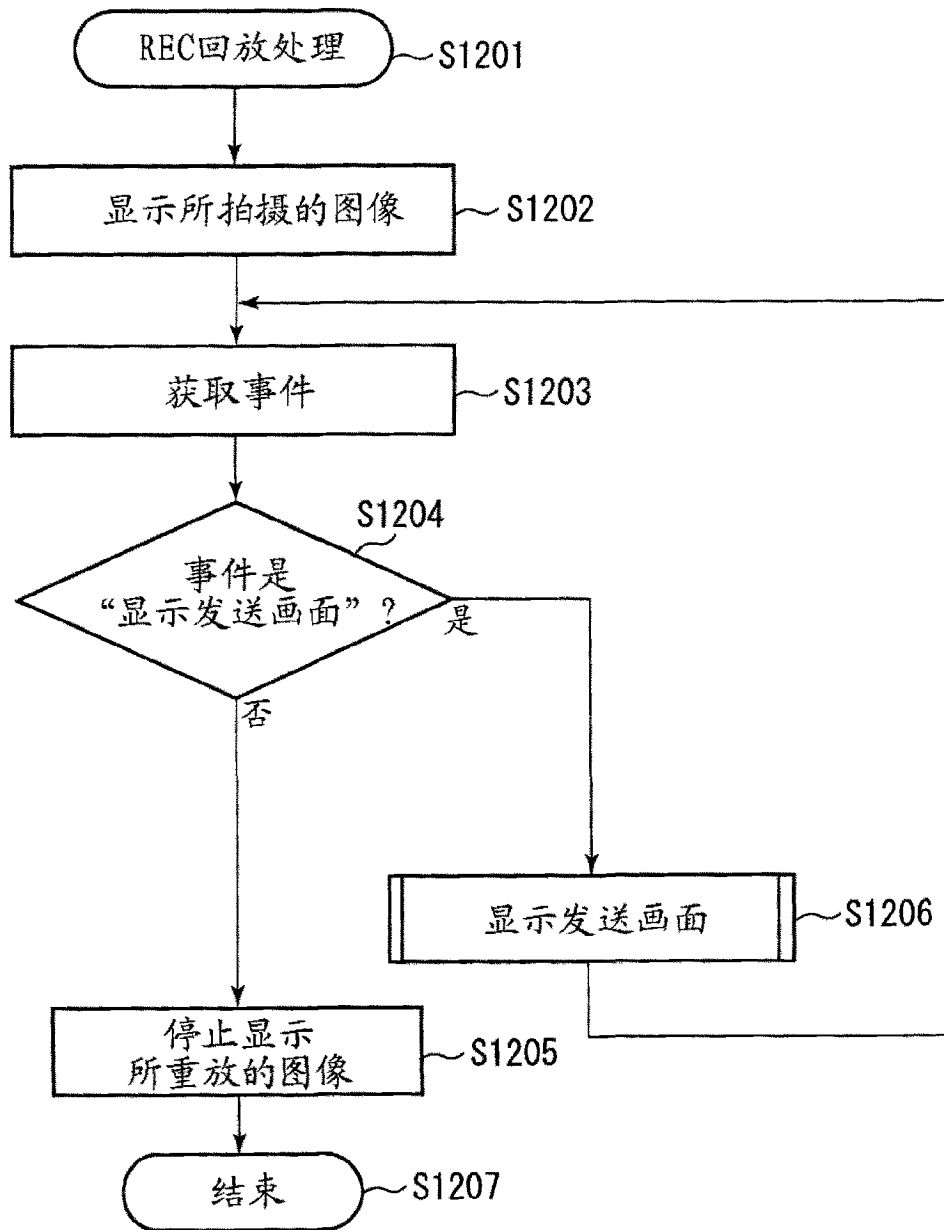 REC回放处理
S1201
显示所拍摄的图像
S1202
获取事件
S1203
S1204
事件是
“显示发送画面”?
是
否
显示发送画面
S1206
停止显示
所重放的图像
S1205
结束
S1207